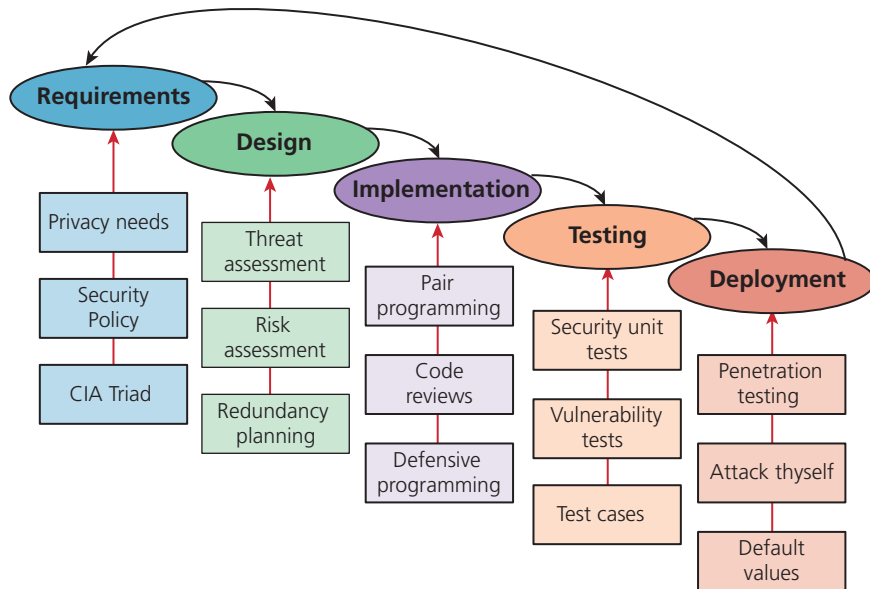 Requirements
Design
Implementation
Testing
Deployment
Privacy needs
Security
Policy
CIA Triad
Threat
assessment
Risk
assessment
Redundancy
planning
Pair
programming
Code
reviews
Defensive
programming
Security unit
tests
Vulnerability
tests
Test cases
Penetration
testing
Attack thyself
Default
values